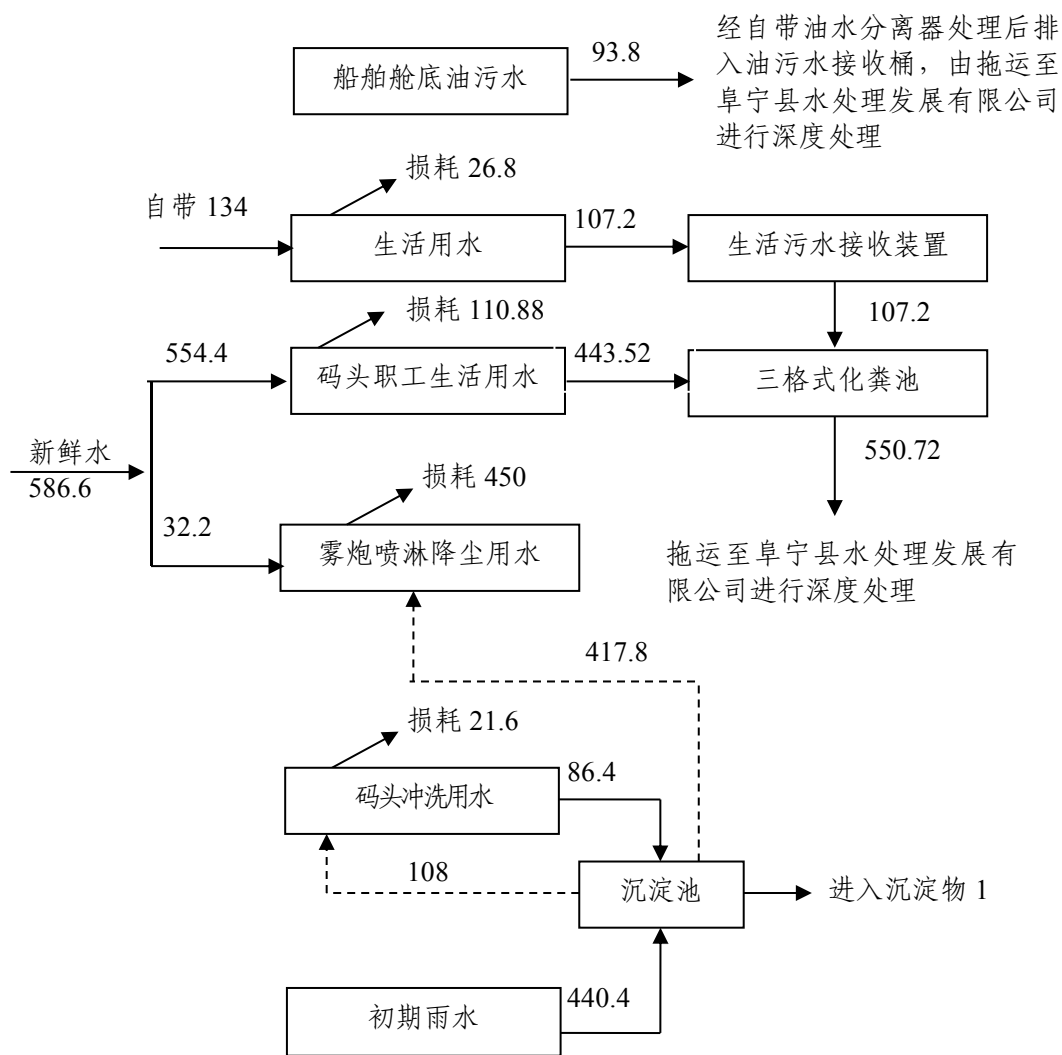 船舶舱底油污水
93.8
经自带油水分离器处理后排
入油污水接收桶，由拖运至
阜宁县水处理发展有限公司
进行深度处理
损耗 26.8
自带 134
生活用水
107.2
生活污水接收装置
107.2
损耗 110.88
554.4
码头职工生活用水
443.52
三格式化粪池
550.72
新鲜水
586.6
损耗 450
32.2
雾炮喷淋降尘用水
拖运至阜宁县水处理发展有
限公司进行深度处理
417.8
损耗 21.6
码头冲洗用水
86.4
108
沉淀池
进入沉淀物 1
初期雨水
440.4